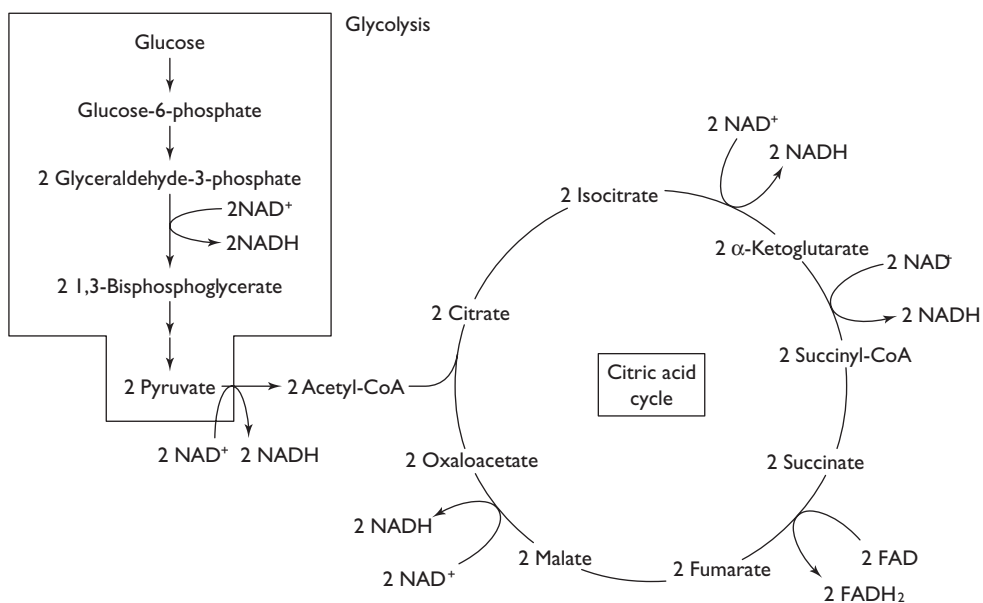 Glycolysis
Glucose
Glucose-6-phosphate
2 Glyceraldehyde-3-phosphate
2NAD⁺
2NADH
2 1,3-Bisphosphoglycerate
2 Pyruvate
2 NAD⁺ 2 NADH
2 Acetyl-CoA
2 Citrate
2 Isocitrate
2 NAD⁺
2 NADH
2 α-Ketoglutarate
2 NAD⁺
2 NADH
2 Succinyl-CoA
Citric acid
cycle
2 Succinate
2 FAD
2 FADH₂
2 Fumarate
2 Malate
2 NAD⁺
2 NADH
2 Oxaloacetate